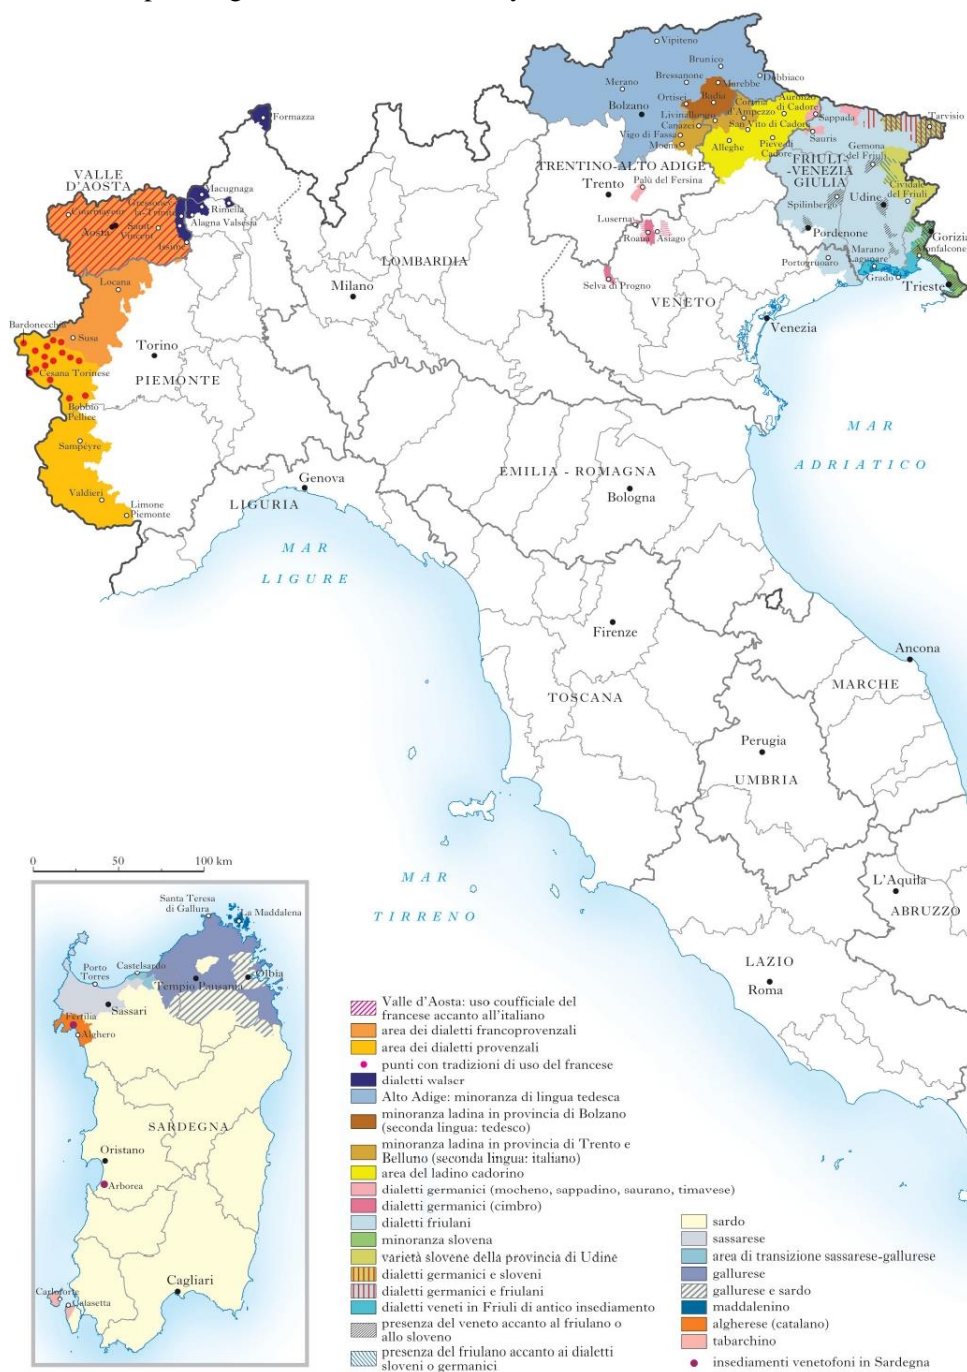 Vipiteno
Brunico
Merano
Bressanone
Marebbe
Dobbiaco
Ortisei
Badia
Cortina
d'Ampezzo
Auronzo
di Cadore
Bolzano
Livinallongo
Canazei
San Vito di Cadore
Sappada
Tarvisio
Vigo di Fassa
Moena
Alleghe
Pieve di
Cadore
Sauris
Gemona
del Friuli
Formazza
TRENTINO-ALTO ADIGE
FRIULI-
-VENEZIA
GIULIA
Trento
Palù del Fersina
Spilinbergo
Udine
Cividale
del Friuli
VALLE
D'AOSTA
Macugnaga
Gressoney-
la-Trinité
Rimella
Courmayeur
Alagna Valsesia
Aosta
Saint-
Vincent
Issime
Luserna
Roana
Asiago
Pordenone
Gorizia
Monfalcone
Portogruaro
Marano
Lagunare
Grado
Trieste
LOMBARDIA
Selva di Progno
VENETO
Locana
Milano
Venezia
Bardonecchia
Susa
Torino
Cesana Torinese
PIEMONTE
Bobbio
Pellice
Sampeyre
MAR
ADRIATICO
EMILIA - ROMAGNA
Bologna
Genova
LIGURIA
Valdieri
Limone
Piemonte
MAR
LIGURE
Firenze
Ancona
MARCHE
TOSCANA
Perugia
UMBRIA
0 50 100 km
MAR
TIRRENO
L'Aquila
ABRUZZO
LAZIO
Roma
Santa Teresa
di Gallura
La Maddalena
Porto
Torres
Castelsardo
Olbia
Tempio Pausania
Sassari
Fertilia
Alghero
SARDEGNA
Oristano
Arborea
Cagliari
Carloforte
Calasetta
Valle d'Aosta: uso coufficiale del
francese accanto all'italiano
area dei dialetti francoprovenzali
area dei dialetti provenzali
punti con tradizioni di uso del francese
dialetti walser
Alto Adige: minoranza di lingua tedesca
minoranza ladina in provincia di Bolzano
(seconda lingua: tedesco)
minoranza ladina in provincia di Trento e
Belluno (seconda lingua: italiano)
area del ladino cadorino
dialetti germanici (mocheno, sappadino, saurano, timavese)
dialetti germanici (cimbro)
dialetti friulani
minoranza slovena
varietà slovene della provincia di Udine
dialetti germanici e sloveni
dialetti germanici e friulani
dialetti veneti in Friuli di antico insediamento
presenza del veneto accanto al friulano o
allo sloveno
presenza del friulano accanto ai dialetti
sloveni o germanici
sardo
sassarese
area di transizione sassarese-gallurese
gallurese
gallurese e sardo
maddalenino
algherese (catalano)
tabarchino
insediamenti venetofoni in Sardegna